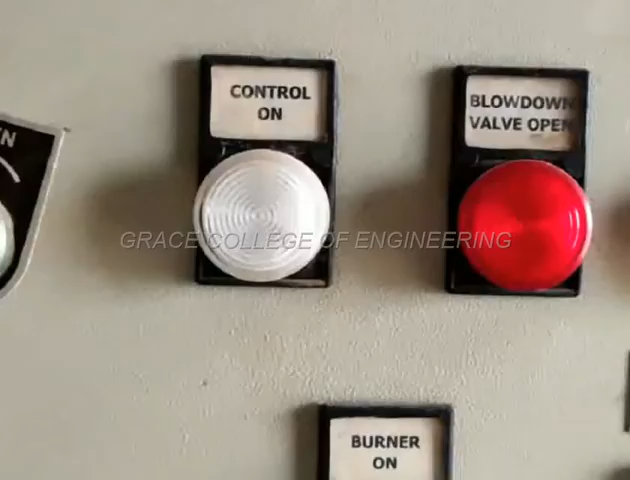 CONTROL
ON
BLOWDOWN
VALVE OPEN
GRACE COLLEGE OF ENGINEERING
BURNER
ON